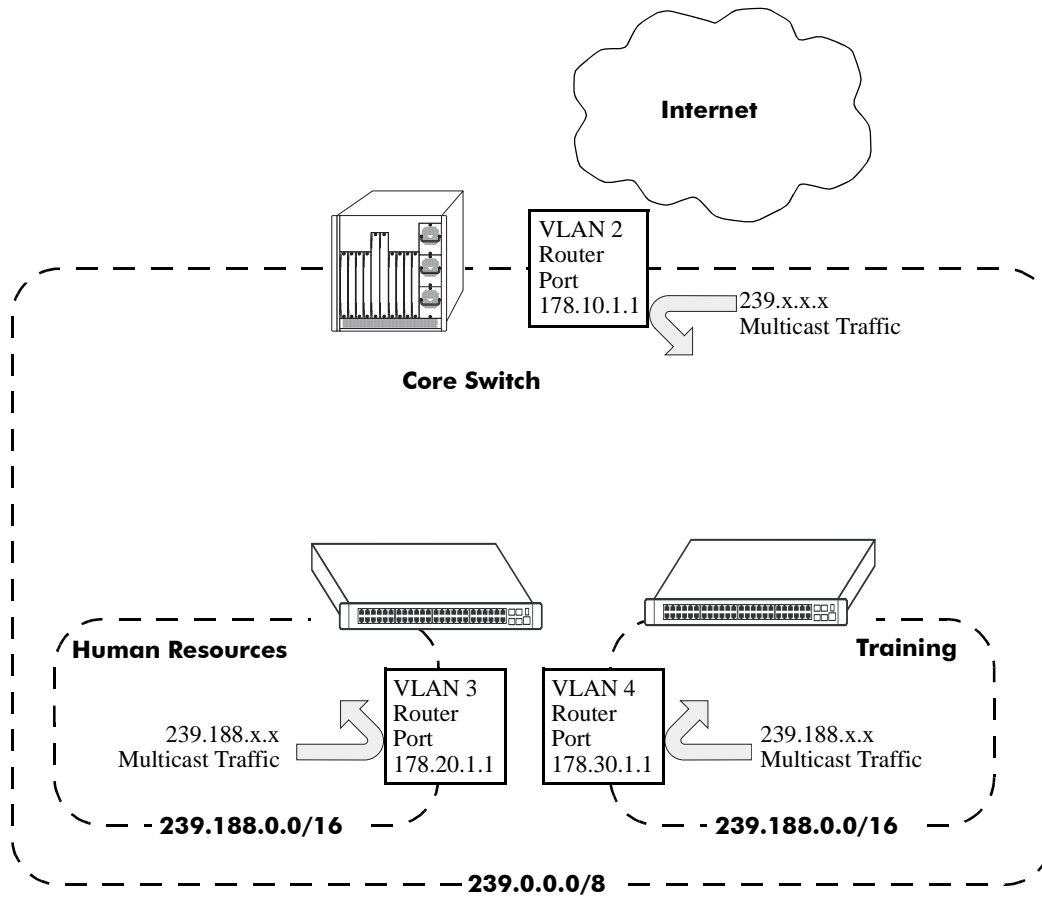 Internet
VLAN 2
Router
Port
178.10.1.1
239.x.x.x
Multicast Traffic
Core Switch
Human Resources
Training
VLAN 3
Router
Port
178.20.1.1
VLAN 4
Router
Port
178.30.1.1
239.188.x.x
Multicast Traffic
239.188.x.x
Multicast Traffic
239.188.0.0/16
239.188.0.0/16
239.0.0.0/8